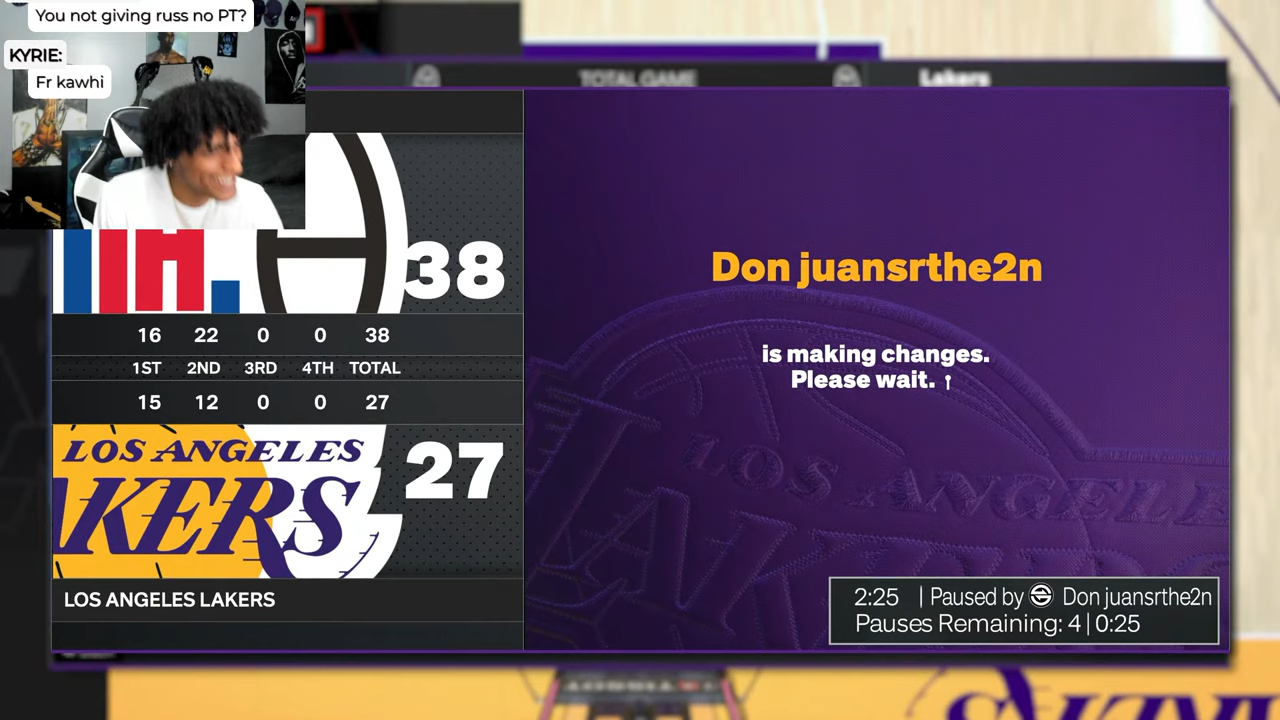 You not giving russ no PT?
KYRIE:
Fr kawhi
TOTAL GAME
Lakers
38
16 22 0 0 38
1ST 2ND 3RD 4TH TOTAL
15 12 0 0 27
LOS ANGELES
27
LOS ANGELES LAKERS
Don juansrthe2n
is making changes.
Please wait.
LOS ANGELE
2:25 | Paused by Don juansrthe2n
Pauses Remaining: 4 | 0:25